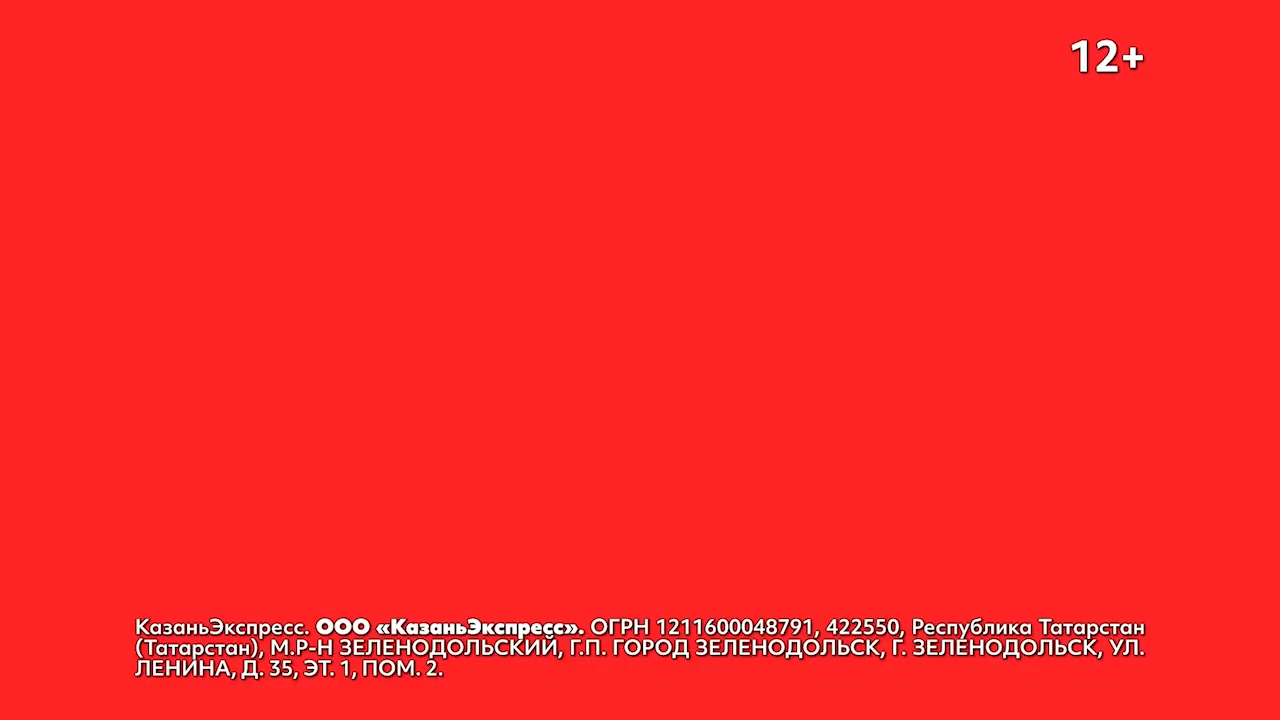 12+
КазаньЭкспресс. ООО «КазаньЭкспресс». ОГРН 1211600048791, 422550, Республика Татарстан
(Татарстан), М.Р-Н ЗЕЛЕНОДОЛЬСКИЙ, Г.П. ГОРОД ЗЕЛЕНОДОЛЬСК, Г. ЗЕЛЕНОДОЛЬСК, УЛ.
ЛЕНИНА, Д. 35, ЭТ. 1, ПОМ. 2.